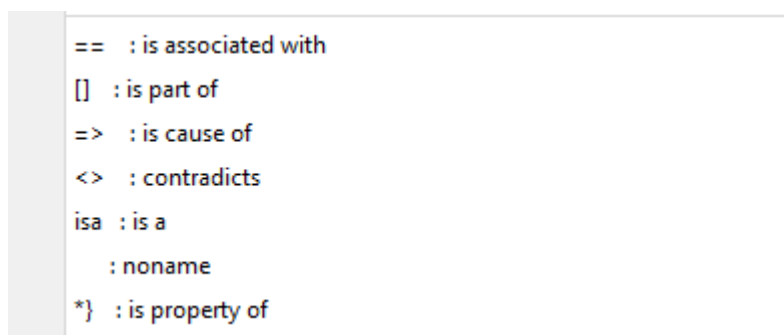 == : is associated with
[] : is part of
=> : is cause of
<> : contradicts
isa : is a
: noname
*} : is property of